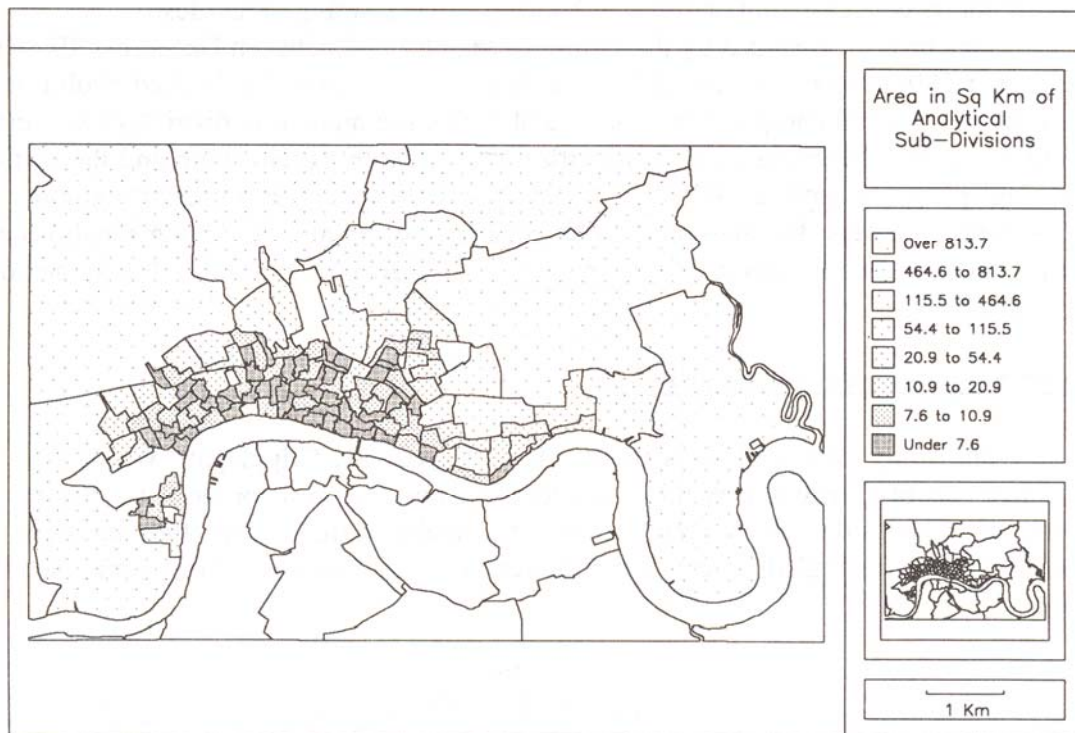 Area in Sq Km of
Analytical
Sub-Divisions
Over 813.7
464.6 to 813.7
115.5 to 464.6
54.4 to 115.5
20.9 to 54.4
10.9 to 20.9
7.6 to 10.9
Under 7.6
1 Km